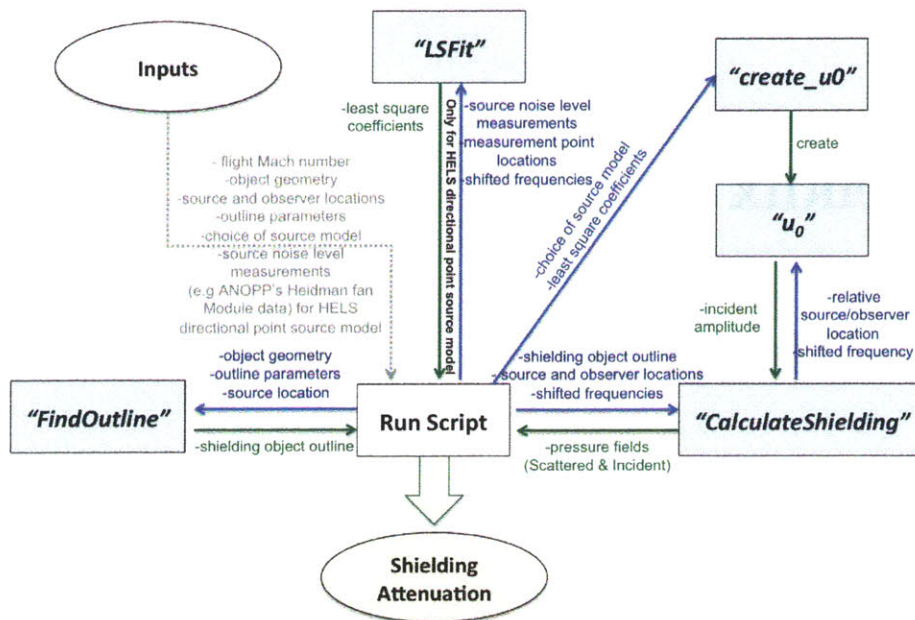 Inputs
"LSFit"
"create_u0"
-least square
coefficients
Only for HELS directional point source model
-source noise level
measurements
-measurement point
locations
-shifted frequencies
- flight Mach number
-object geometry
-source and observer locations
-outline parameters
-choice of source model
-source noise level
measurements
(e.g ANOPP's Heidman fan
Module data) for HELS
directional point source model
-choice of source model
-least square coefficients
create
"u0"
-incident
amplitude
-relative
source/observer
location
-shifted frequency
-object geometry
-outline parameters
-source location
"FindOutline"
-shielding object outline
Run Script
-shielding object outline
-source and observer locations
-shifted frequencies
"CalculateShielding"
-pressure fields
(Scattered & Incident)
Shielding
Attenuation